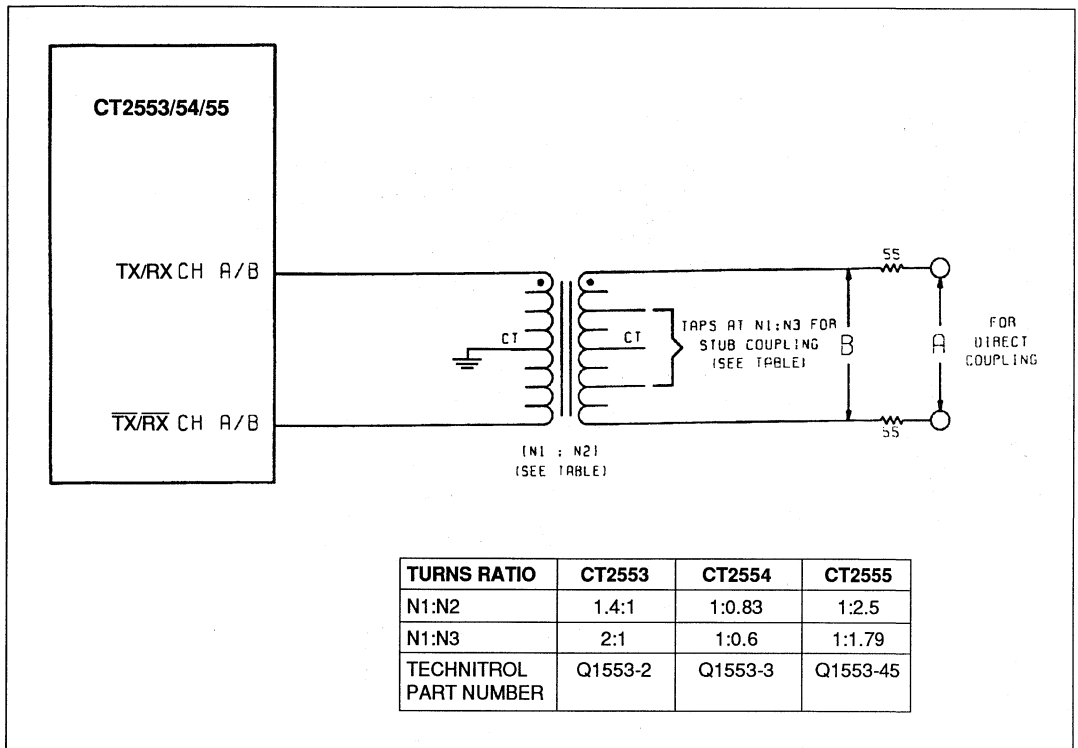 CT2553/54/55
TX/RX CH A/B
CT
CT
TAPS AT N1:N3 FOR
STUB COUPLING
(SEE TABLE)
B
55
A
FOR
DIRECT
COUPLING
T̅X̅/R̅X̅ CH A/B
55
(N1 : N2)
(SEE TABLE)
TURNS RATIO CT2553 CT2554 CT2555
N1:N2 1.4:1 1:0.83 1:2.5
N1:N3 2:1 1:0.6 1:1.79
TECHNITROL Q1553-2 Q1553-3 Q1553-45
PART NUMBER